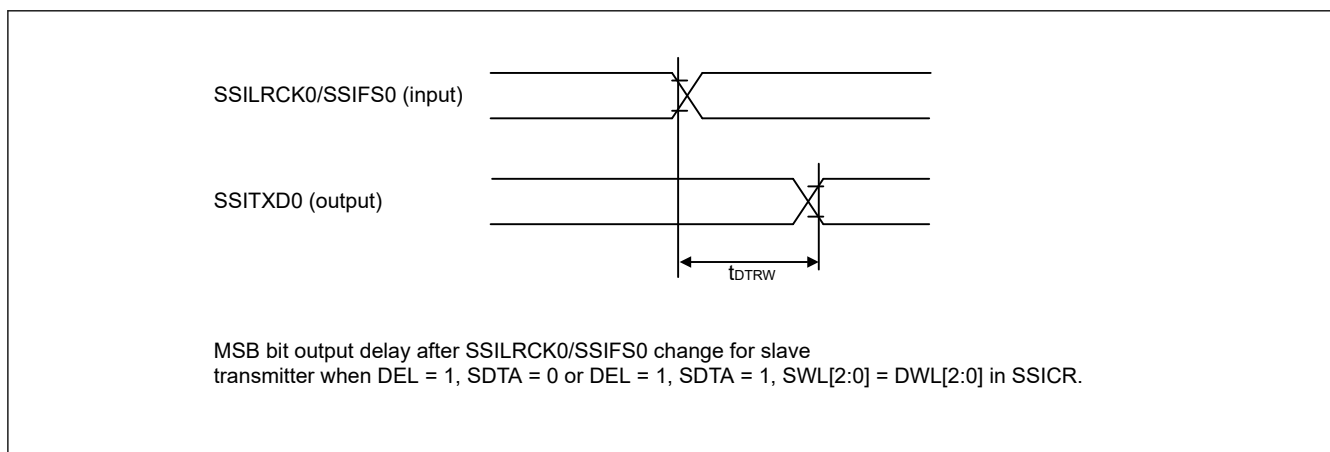 SSILRCK0/SSIFS0 (input)
SSITXD0 (output)
tDTRW
MSB bit output delay after SSILRCK0/SSIFS0 change for slave
transmitter when DEL = 1, SDTA = 0 or DEL = 1, SDTA = 1, SWL[2:0] = DWL[2:0] in SSICR.